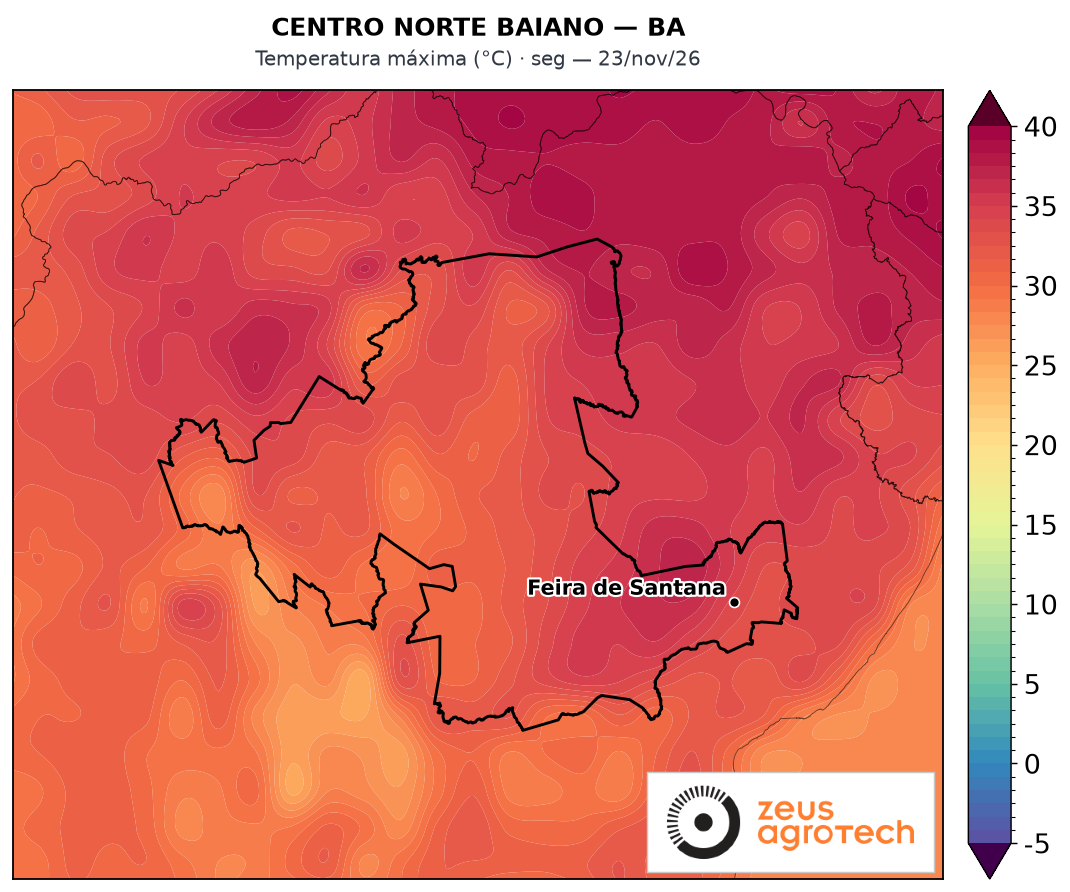 CENTRO NORTE BAIANO — BA
Temperatura máxima (°C) · seg — 23/nov/26
40
35
30
25
20
15
10
5
0
-5
Feira de Santana
zeus
agrotech